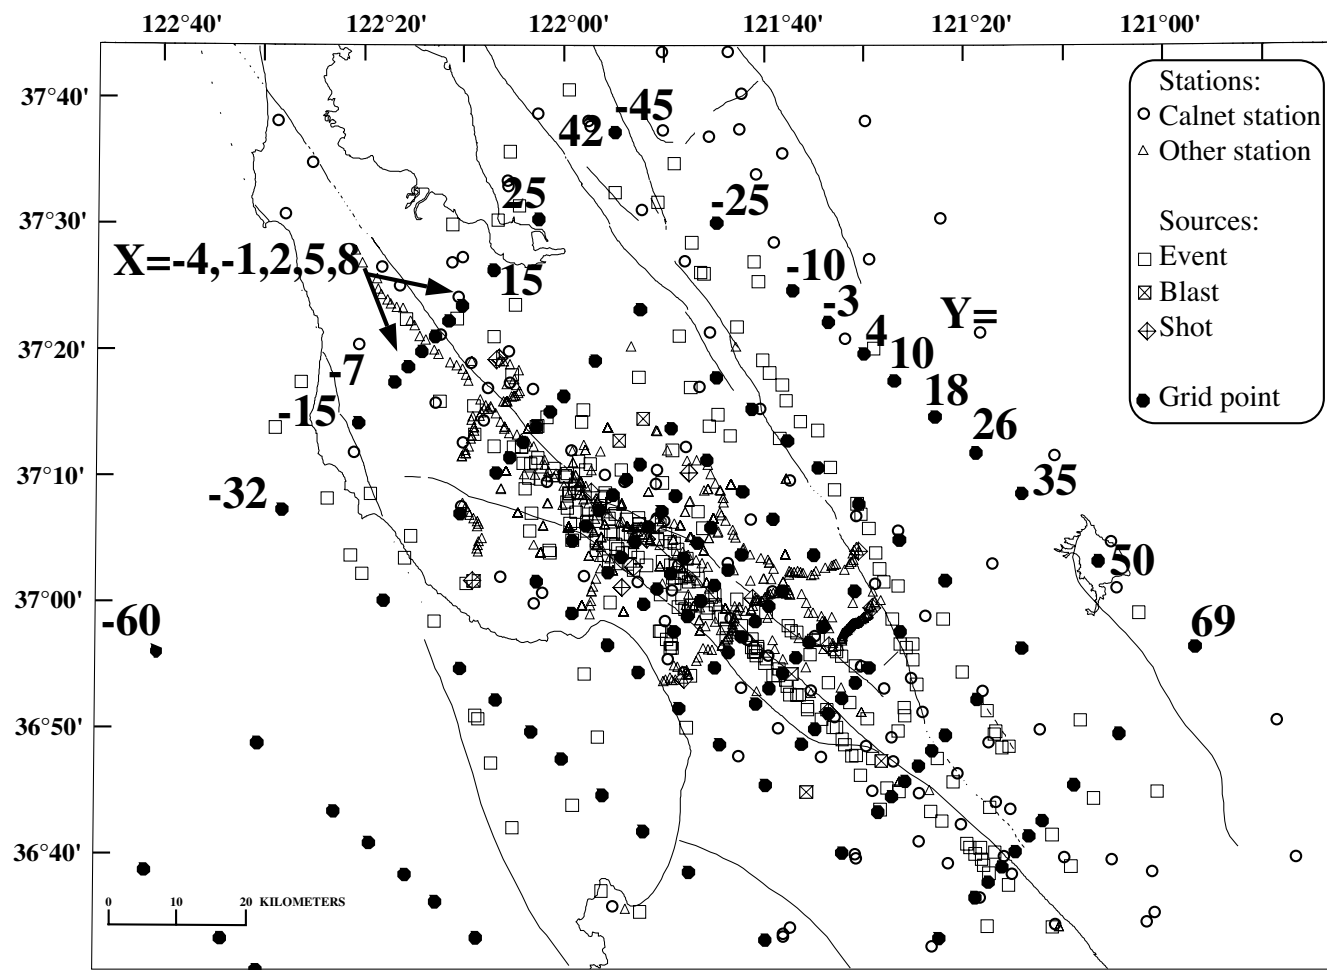 122°40' 122°20' 122°00' 121°40' 121°20' 121°00'
37°40'
37°30'
37°20'
37°10'
37°00'
36°50'
36°40'
Stations:
Calnet station
Other station
Sources:
Event
Blast
Shot
Grid point
-45
42
25
-25
X=-4,-1,2,5,8
15
-10
-3
Y=
4
10
-7
18
-15
26
35
-32
50
-60
69
0 10 20 KILOMETERS